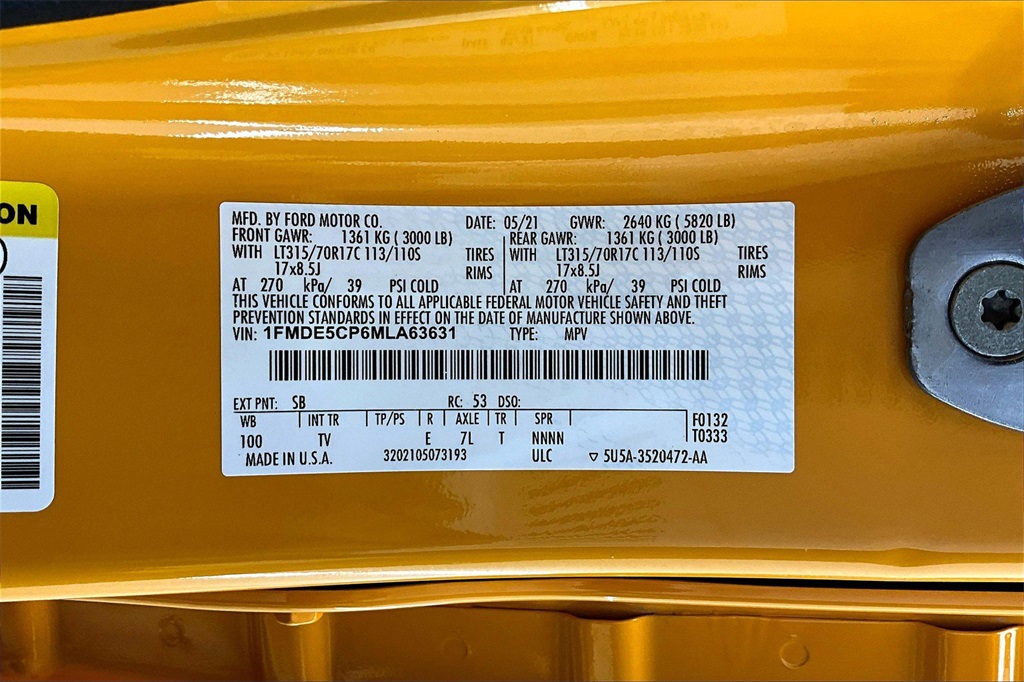 ON
MFD. BY FORD MOTOR CO. DATE: 05/21 GVWR: 2640 KG ( 5820 LB)
FRONT GAWR: 1361 KG ( 3000 LB) REAR GAWR: 1361 KG ( 3000 LB)
WITH LT315/70R17C 113/110S TIRES WITH LT315/70R17C 113/110S TIRES
17x8.5J RIMS 17x8.5J RIMS
AT 270 kPa/ 39 PSI COLD AT 270 kPa/ 39 PSI COLD
THIS VEHICLE CONFORMS TO ALL APPLICABLE FEDERAL MOTOR VEHICLE SAFETY AND THEFT
PREVENTION STANDARDS IN EFFECT ON THE DATE OF MANUFACTURE SHOWN ABOVE.
VIN: 1FMDE5CP6MLA63631 TYPE: MPV
EXT PNT: SB RC: 53 DSO:
WB INT TR TP/PS R AXLE TR SPR F0132
100 TV E 7L T NNNN T0333
MADE IN U.S.A. 3202105073193 ULC ▽ 5U5A-3520472-AA